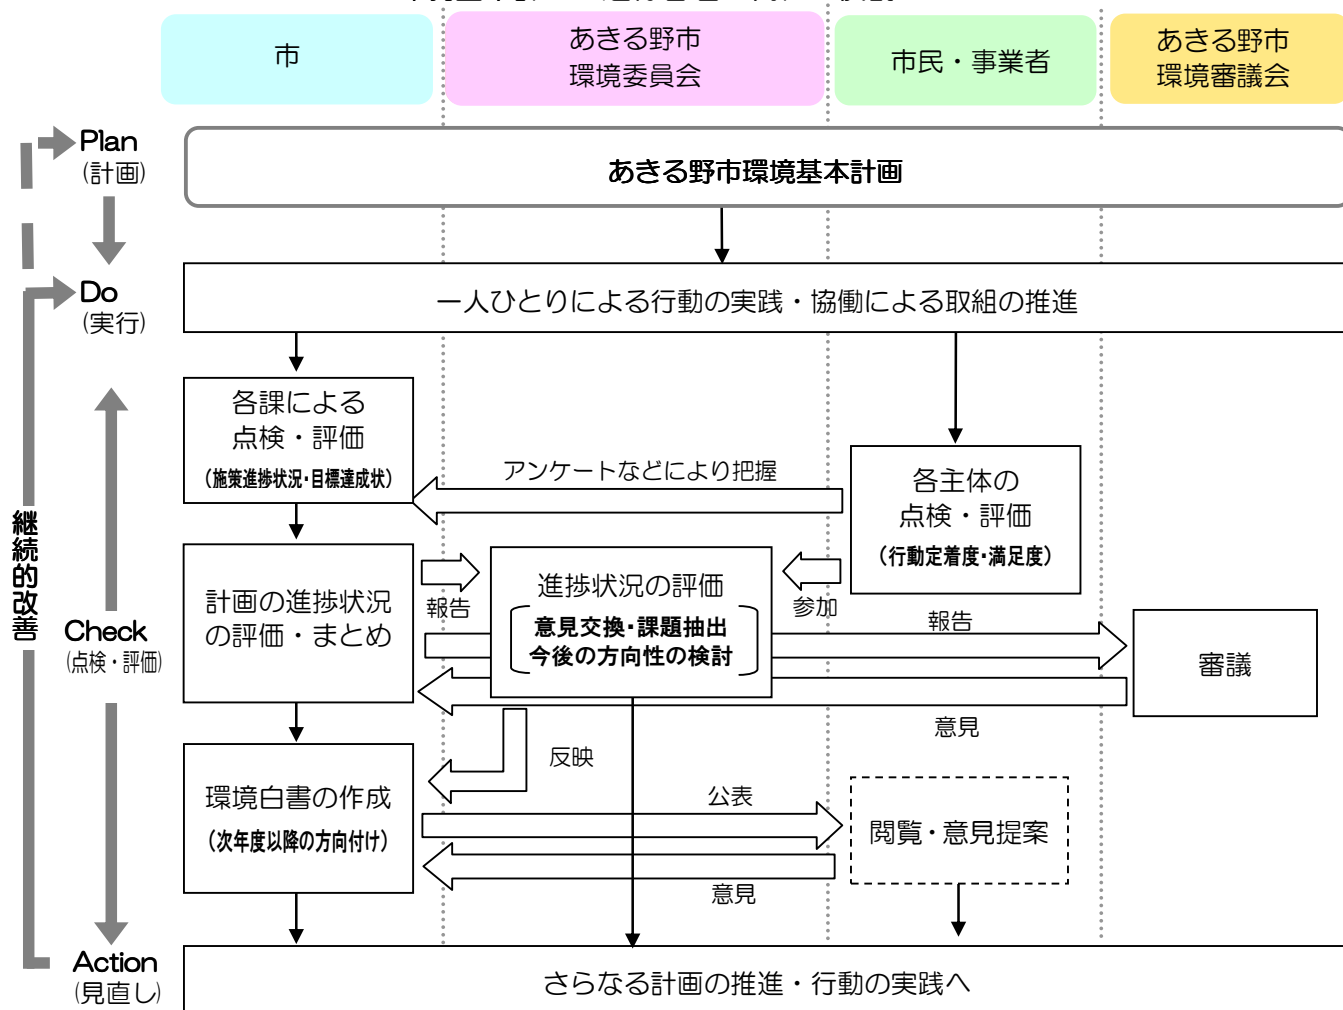 市
あきる野市
環境委員会
市民・事業者
あきる野市
環境審議会
Plan
(計画)
あきる野市環境基本計画
Do
(実行)
一人ひとりによる行動の実践・協働による取組の推進
各課による
点検・評価
(施策進捗状況・目標達成状)
アンケートなどにより把握
各主体の
点検・評価
(行動定着度・満足度)
継続的改善
Check
(点検・評価)
計画の進捗状況
の評価・まとめ
報告
進捗状況の評価
意見交換・課題抽出
今後の方向性の検討
参加
報告
審議
意見
反映
環境白書の作成
(次年度以降の方向付け)
公表
閲覧・意見提案
意見
Action
(見直し)
さらなる計画の推進・行動の実践へ